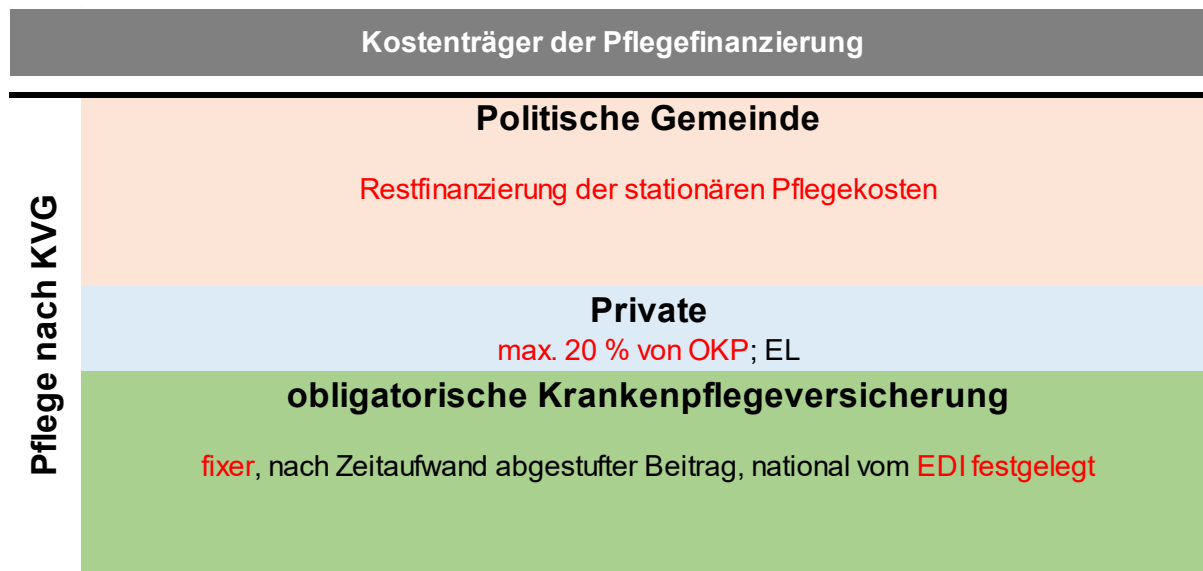 Kostenträger der Pflegefinanzierung
Pflege nach KVG
Politische Gemeinde
Restfinanzierung der stationären Pflegekosten
Private
max. 20 % von OKP; EL
obligatorische Krankenpflegeversicherung
fixer, nach Zeitaufwand abgestufter Beitrag, national vom EDI festgelegt